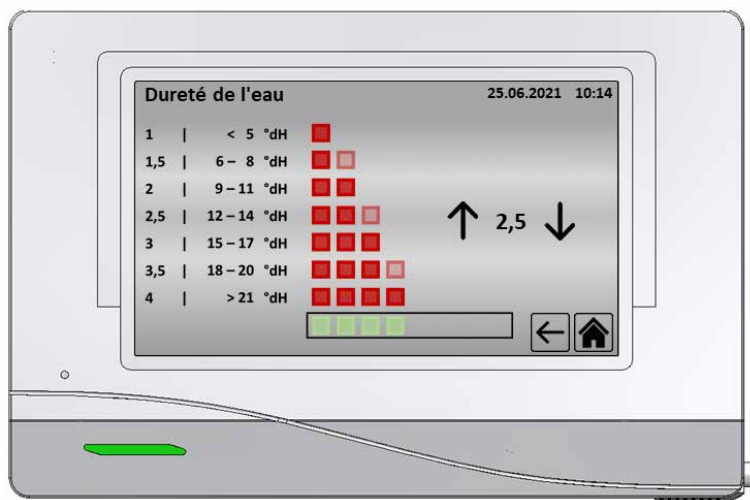 Dureté de l'eau 25.06.2021 10:14
1 | < 5 °dH
1,5 | 6 – 8 °dH
2 | 9 – 11 °dH
2,5 | 12 – 14 °dH
3 | 15 – 17 °dH
3,5 | 18 – 20 °dH
4 | > 21 °dH
2,5